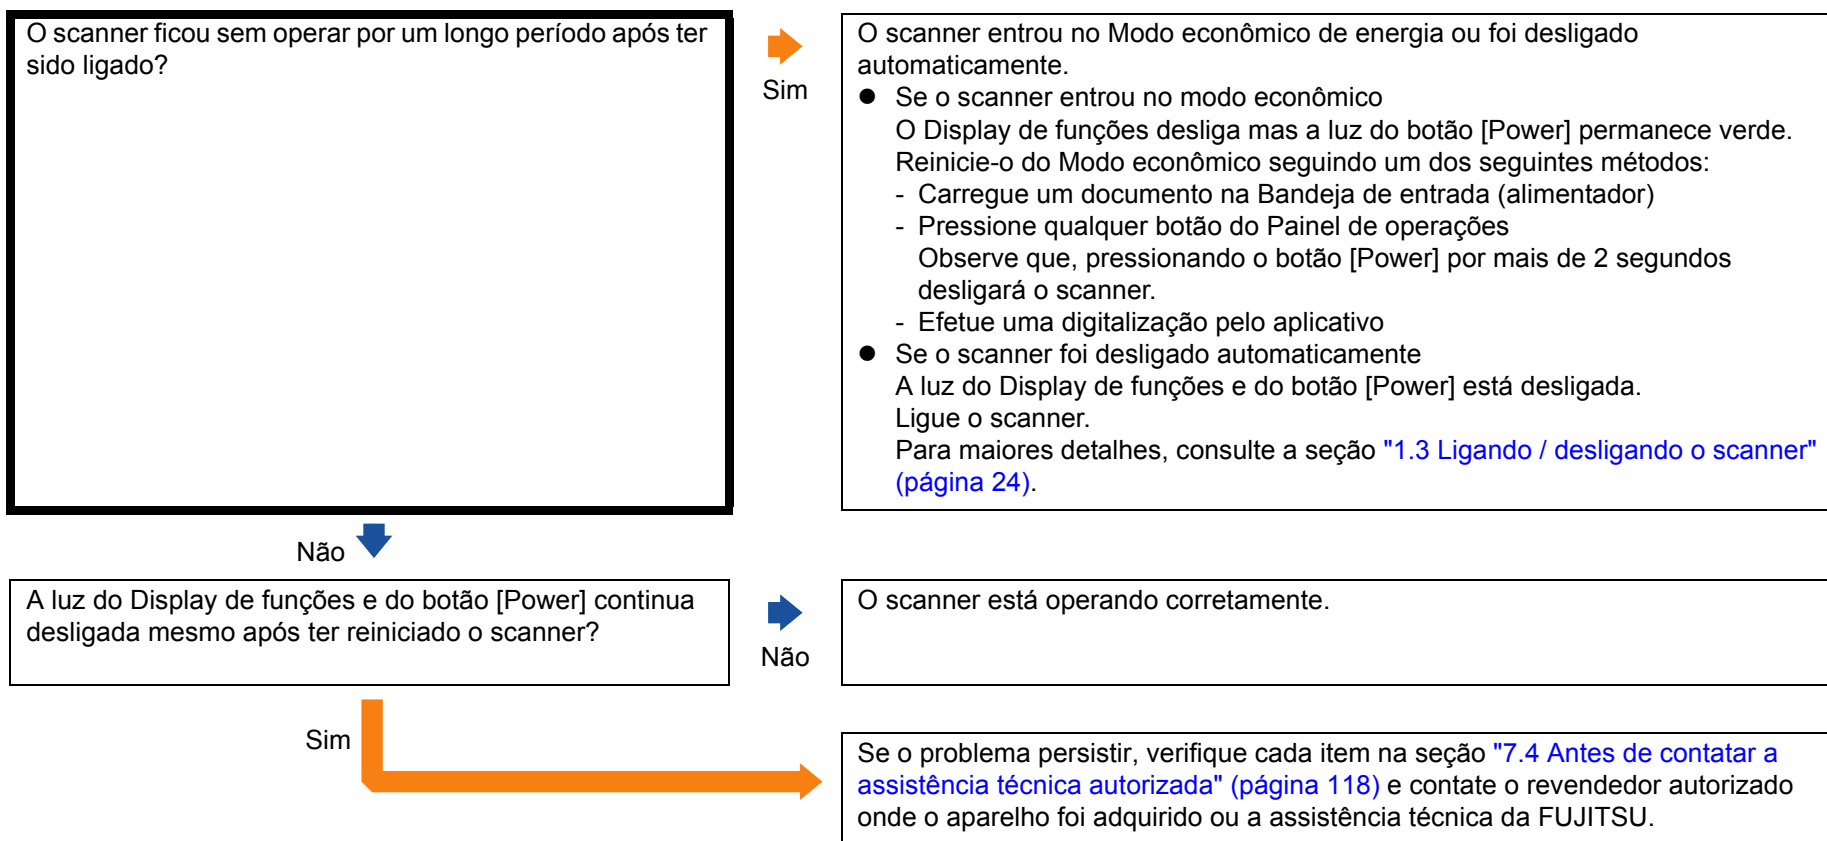 O scanner ficou sem operar por um longo período após ter
sido ligado?
Sim
O scanner entrou no Modo econômico de energia ou foi desligado
automaticamente.
● Se o scanner entrou no modo econômico
O Display de funções desliga mas a luz do botão [Power] permanece verde.
Reinicie-o do Modo econômico seguindo um dos seguintes métodos:
- Carregue um documento na Bandeja de entrada (alimentador)
- Pressione qualquer botão do Painel de operações
Observe que, pressionando o botão [Power] por mais de 2 segundos
desligará o scanner.
- Efetue uma digitalização pelo aplicativo
● Se o scanner foi desligado automaticamente
A luz do Display de funções e do botão [Power] está desligada.
Ligue o scanner.
Para maiores detalhes, consulte a seção "1.3 Ligando / desligando o scanner"
(página 24).
Não
A luz do Display de funções e do botão [Power] continua
desligada mesmo após ter reiniciado o scanner?
Não
O scanner está operando corretamente.
Sim
Se o problema persistir, verifique cada item na seção "7.4 Antes de contatar a
assistência técnica autorizada" (página 118) e contate o revendedor autorizado
onde o aparelho foi adquirido ou a assistência técnica da FUJITSU.